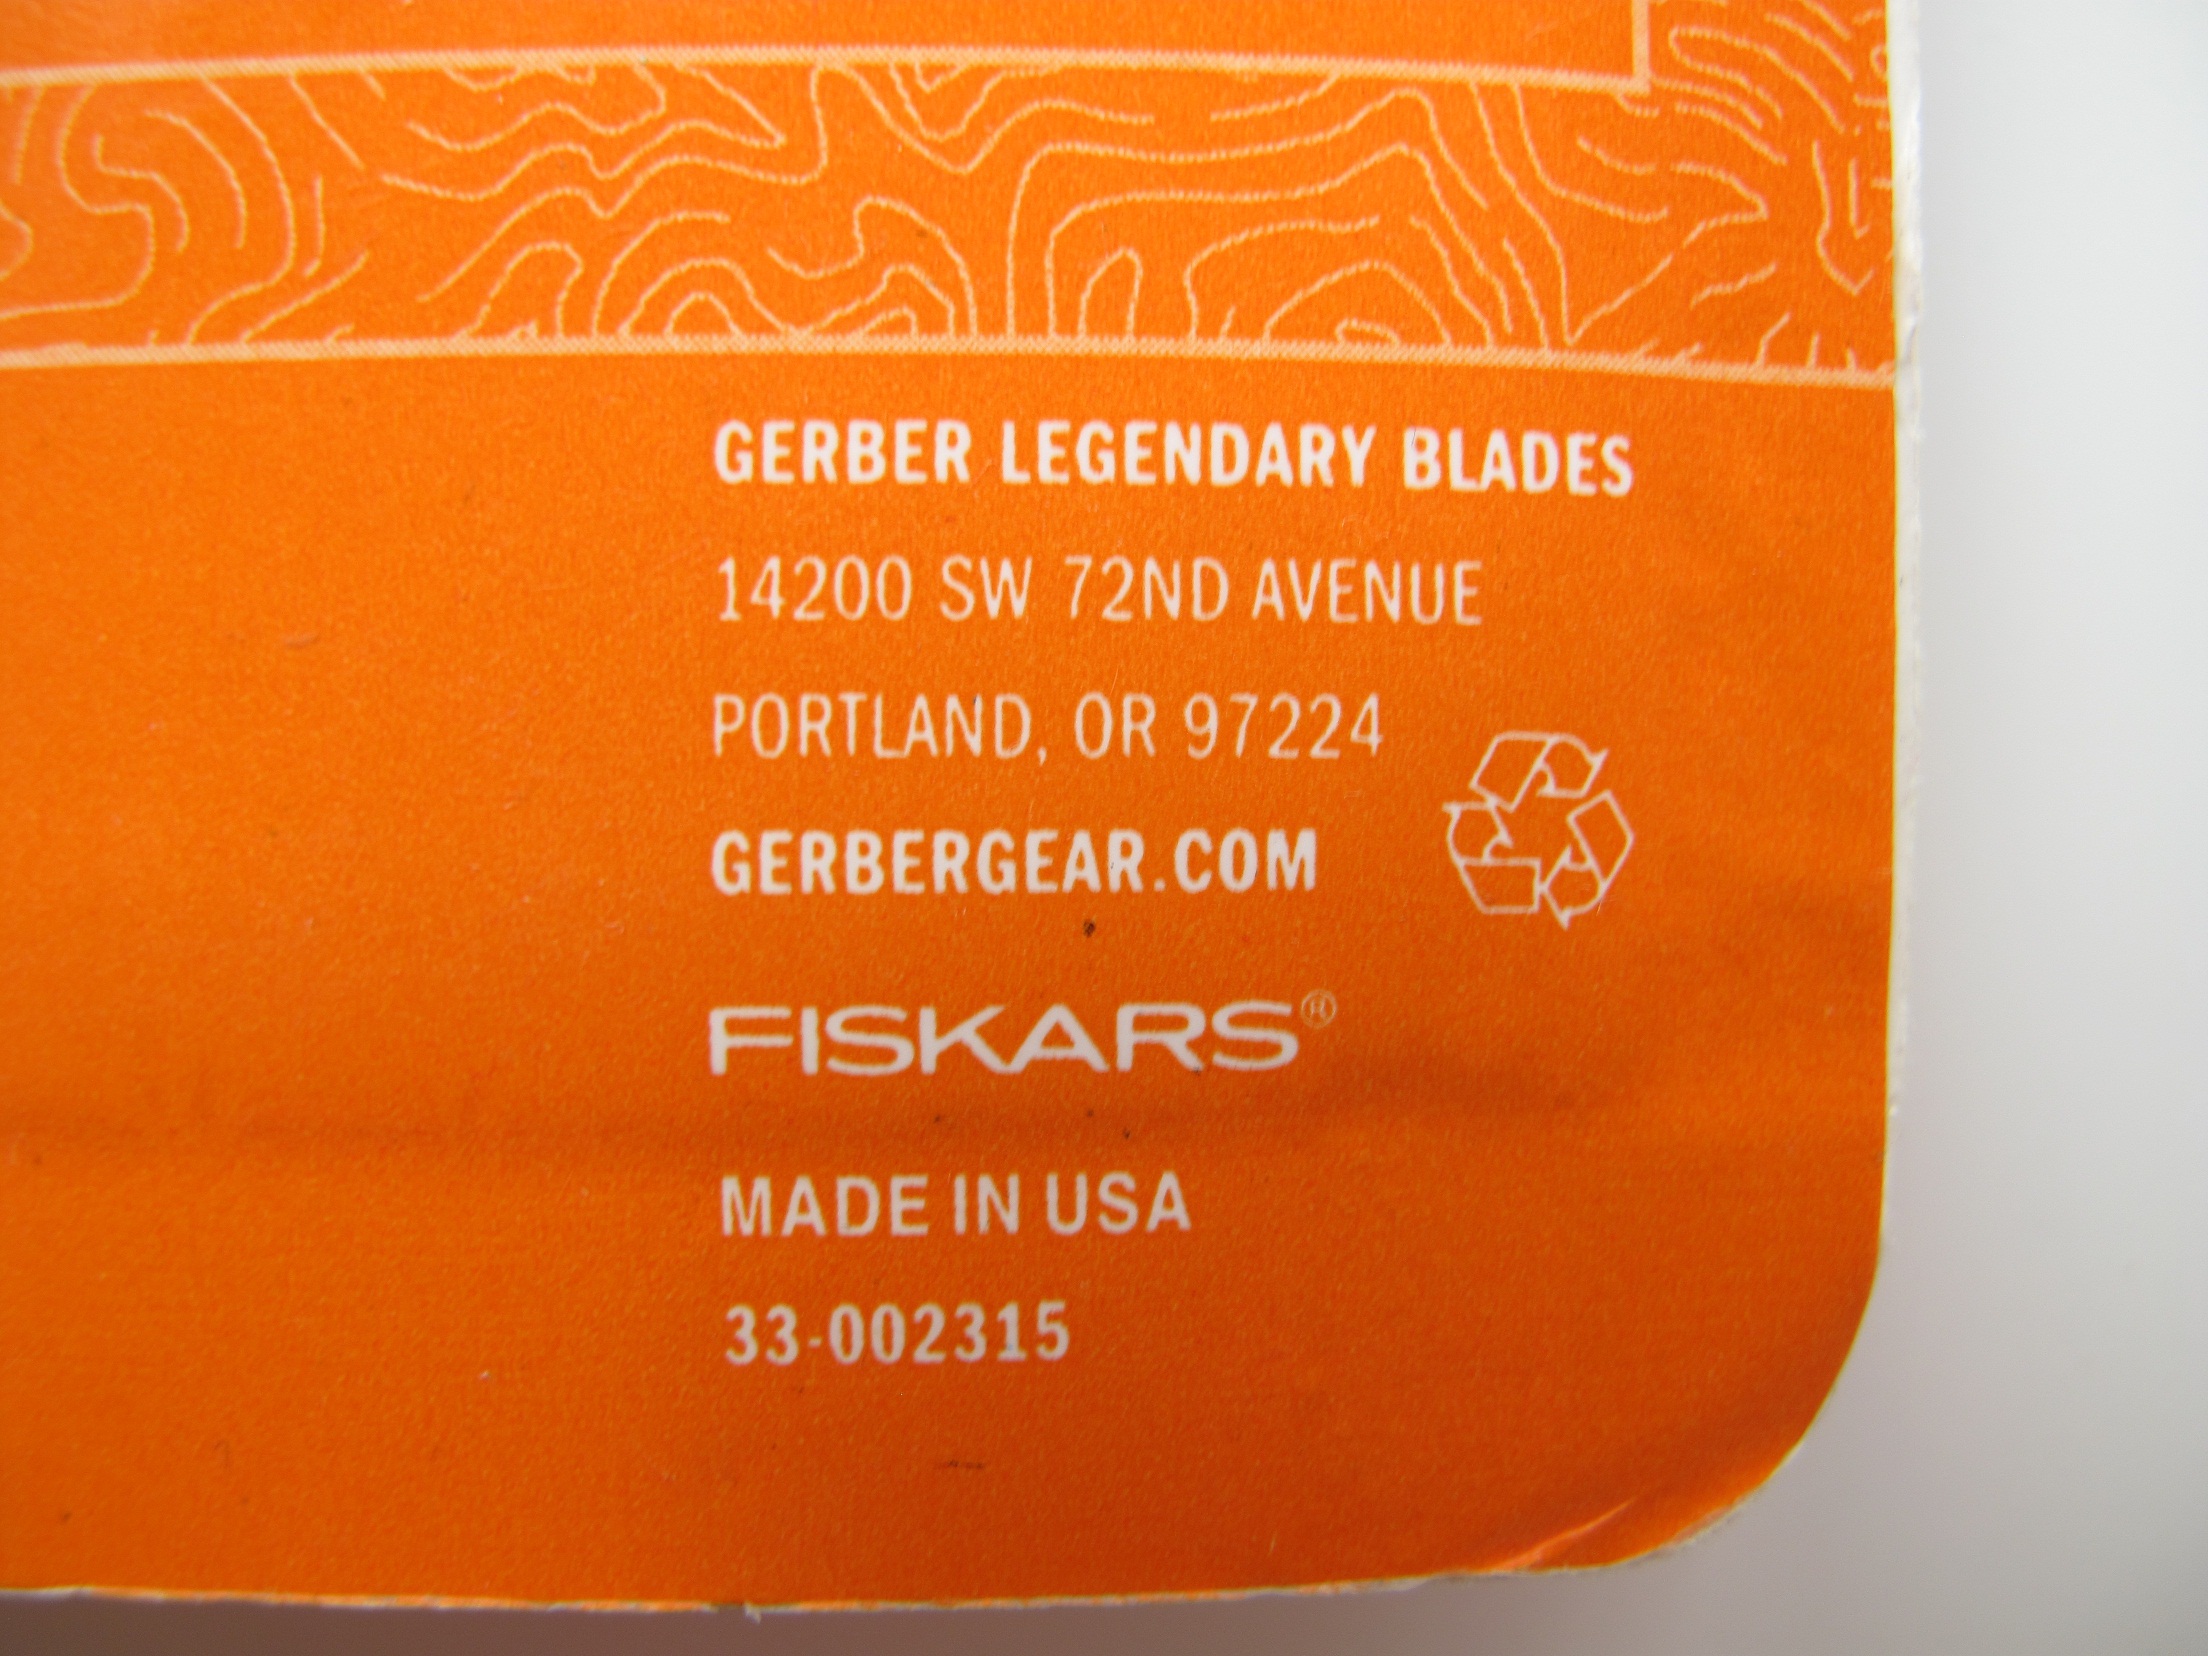 GERBER LEGENDARY BLADES
14200 SW 72ND AVENUE
PORTLAND, OR 97224
GERBERGEAR.COM
FISKARS®
MADE IN USA
33-002315